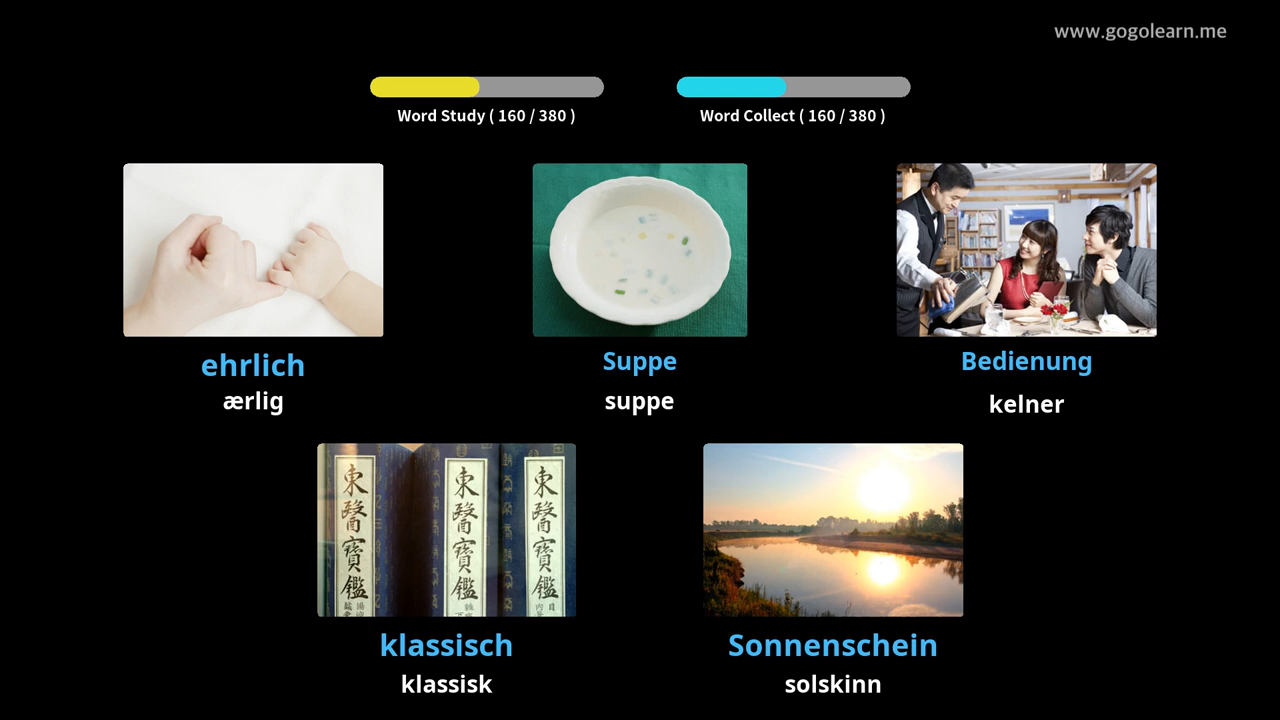 www.gogolearn.me
Word Study ( 160 / 380 )
Word Collect ( 160 / 380 )
ehrlich
ærlig
Suppe
suppe
Bedienung
kelner
東醫寶鑑
東醫寶鑑
東醫寶鑑
klassisch
klassisk
Sonnenschein
solskinn